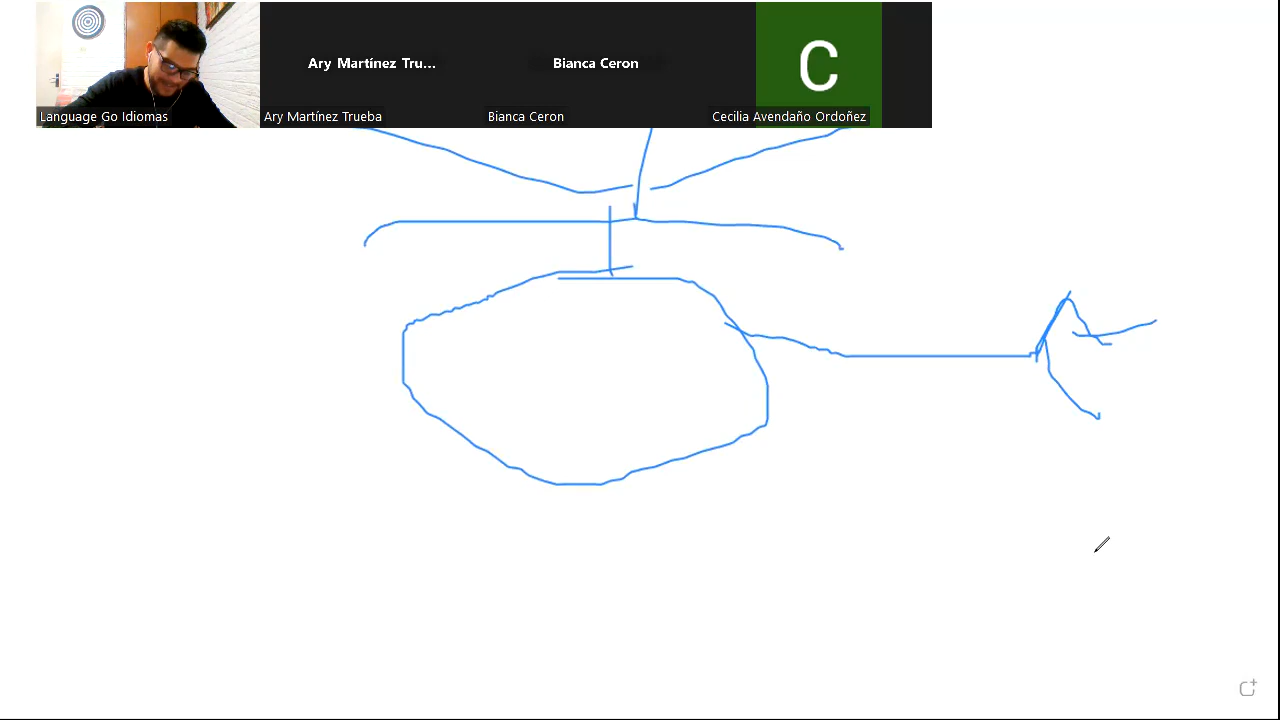 Ary Martínez Tru...
Bianca Ceron
C
Language Go Idiomas
Ary Martínez Trueba
Bianca Ceron
Cecilia Avendaño Ordoñez